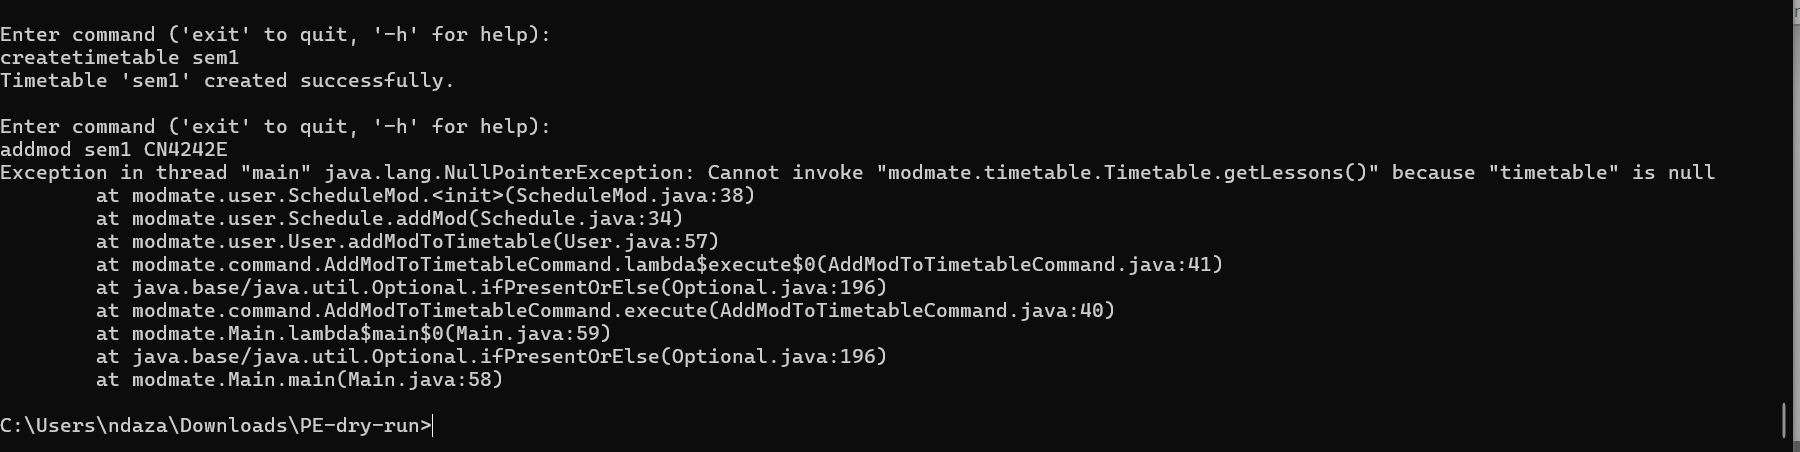 Enter command ('exit' to quit, '-h' for help):
createtimetable sem1
Timetable 'sem1' created successfully.
Enter command ('exit' to quit, '-h' for help):
addmod sem1 CN4242E
Exception in thread "main" java.lang.NullPointerException: Cannot invoke "modmate.timetable.Timetable.getLessons()" because "timetable" is null
at modmate.user.ScheduleMod.<init>(ScheduleMod.java:38)
at modmate.user.Schedule.addMod(Schedule.java:34)
at modmate.user.User.addModToTimetable(User.java:57)
at modmate.command.AddModToTimetableCommand.lambda$execute$0(AddModToTimetableCommand.java:41)
at java.base/java.util.Optional.ifPresentOrElse(Optional.java:196)
at modmate.command.AddModToTimetableCommand.execute(AddModToTimetableCommand.java:40)
at modmate.Main.lambda$main$0(Main.java:59)
at java.base/java.util.Optional.ifPresentOrElse(Optional.java:196)
at modmate.Main.main(Main.java:58)
C:\Users\ndaza\Downloads\PE-dry-run>